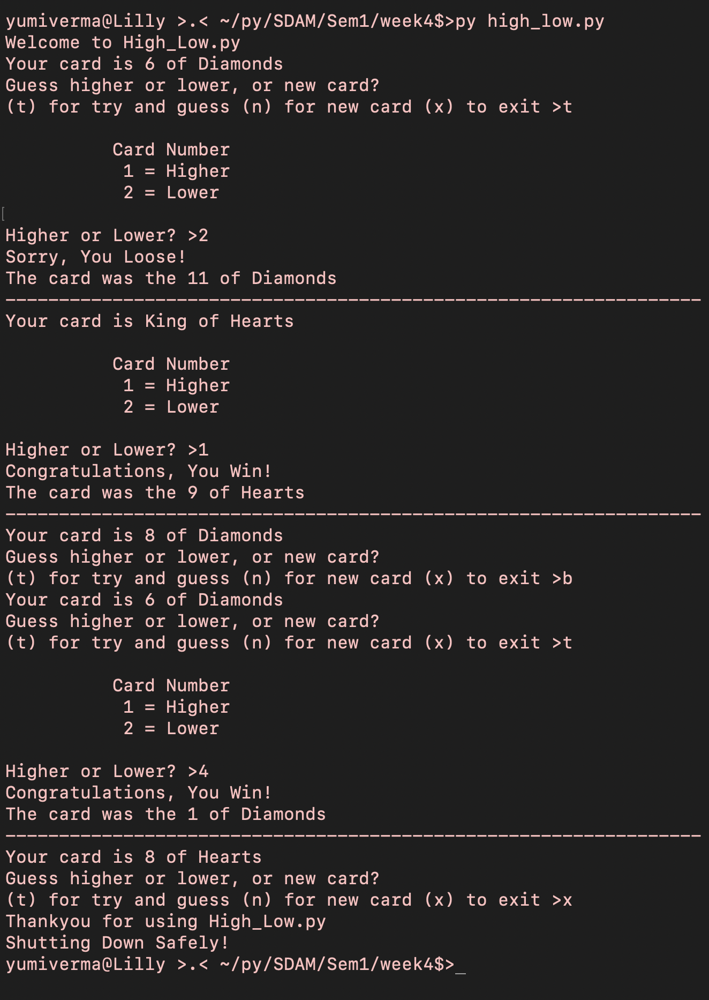 yumiverma@Lilly >.< ~/py/SDAM/Sem1/week4$>py high_low.py
Welcome to High_Low.py
Your card is 6 of Diamonds
Guess higher or lower, or new card?
(t) for try and guess (n) for new card (x) to exit >t
Card Number
1 = Higher
2 = Lower
[
Higher or Lower? >2
Sorry, You Loose!
The card was the 11 of Diamonds
-----------------------------------------------------------------
Your card is King of Hearts
Card Number
1 = Higher
2 = Lower
Higher or Lower? >1
Congratulations, You Win!
The card was the 9 of Hearts
-----------------------------------------------------------------
Your card is 8 of Diamonds
Guess higher or lower, or new card?
(t) for try and guess (n) for new card (x) to exit >b
Your card is 6 of Diamonds
Guess higher or lower, or new card?
(t) for try and guess (n) for new card (x) to exit >t
Card Number
1 = Higher
2 = Lower
Higher or Lower? >4
Congratulations, You Win!
The card was the 1 of Diamonds
-----------------------------------------------------------------
Your card is 8 of Hearts
Guess higher or lower, or new card?
(t) for try and guess (n) for new card (x) to exit >x
Thankyou for using High_Low.py
Shutting Down Safely!
yumiverma@Lilly >.< ~/py/SDAM/Sem1/week4$>_